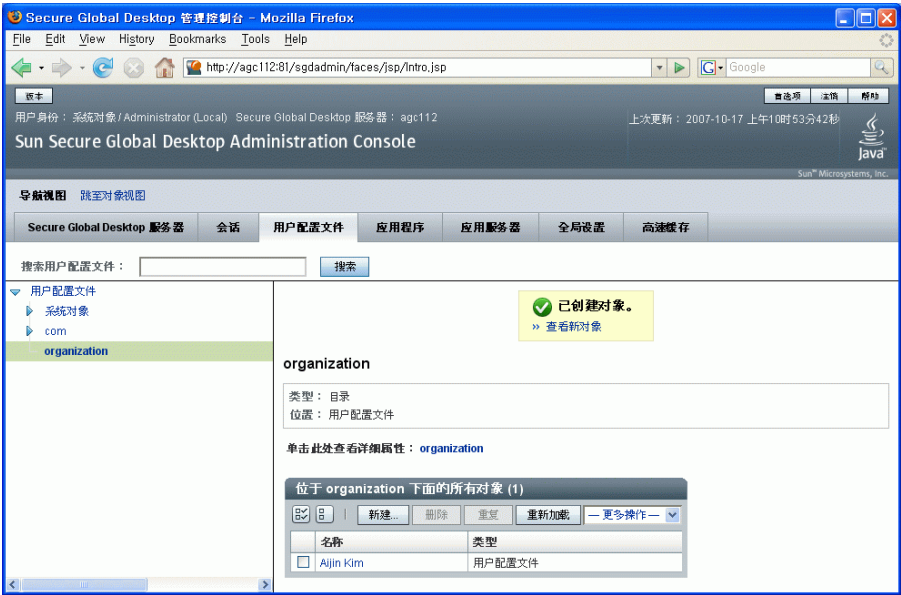 Secure Global Desktop 管理控制台 - Mozilla Firefox
File Edit View History Bookmarks Tools Help
http://agc112:81/sgdadmin/faces/jsp/Intro.jsp
G Google
版本 首选项 注销 帮助
用户身份： 系统对象/Administrator (Local) Secure Global Desktop 服务器： agc112 上次更新： 2007-10-17 上午10时53分42秒
Sun Secure Global Desktop Administration Console
Java
Sun™ Microsystems, Inc.
导航视图 跳至对象视图
Secure Global Desktop 服务器 会话 用户配置文件 应用程序 应用服务器 全局设置 高速缓存
搜索用户配置文件： 搜索
用户配置文件
系统对象
com
organization
已创建对象。
» 查看新对象
organization
类型： 目录
位置： 用户配置文件
单击此处查看详细属性： organization
位于 organization 下面的所有对象 (1)
新建... 删除 重复 重新加载 — 更多操作 —
名称 类型
Aijin Kim 用户配置文件